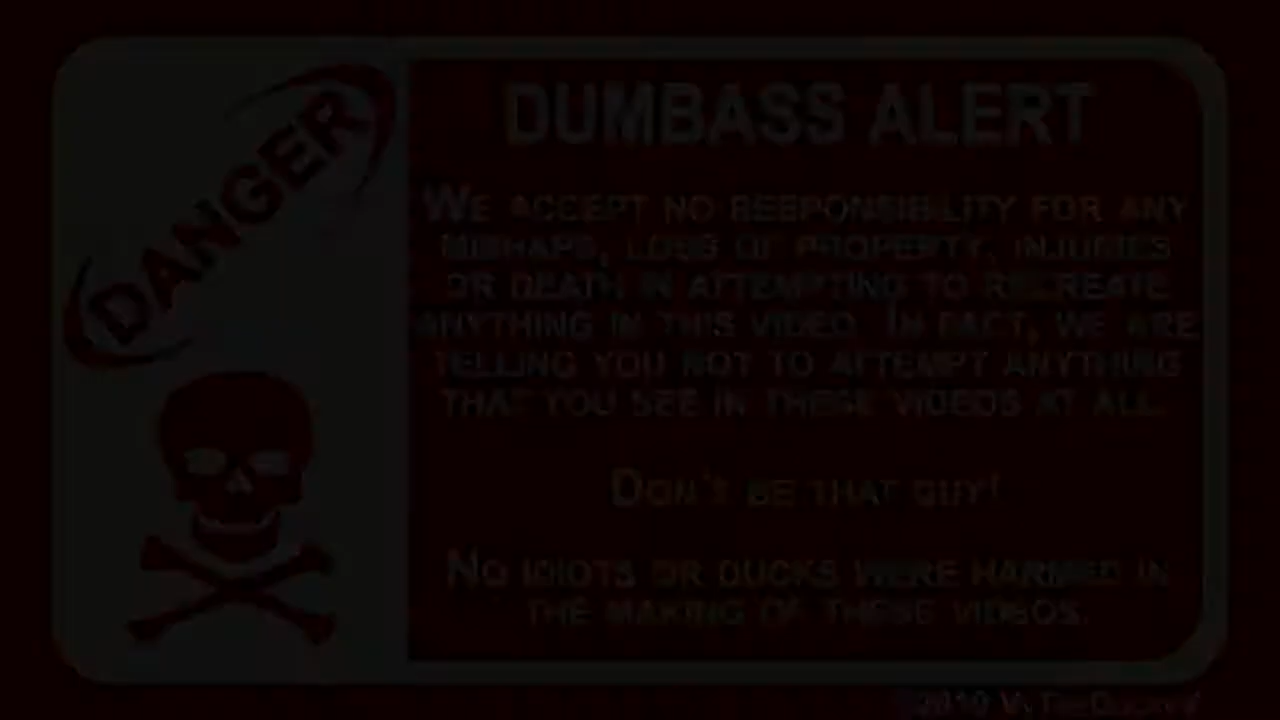 DANGER
DUMBASS ALERT
WE ACCEPT NO RESPONSIBILITY FOR ANY
MISHAPS, LOSS OF PROPERTY, INJURIES
OR DEATH IN ATTEMPTING TO RECREATE
ANYTHING IN THIS VIDEO. IN FACT, WE ARE
TELLING YOU NOT TO ATTEMPT ANYTHING
THAT YOU SEE IN THESE VIDEOS AT ALL.
DON'T BE THAT GUY!
NO IDIOTS OR DUCKS WERE HARMED IN
THE MAKING OF THESE VIDEOS.